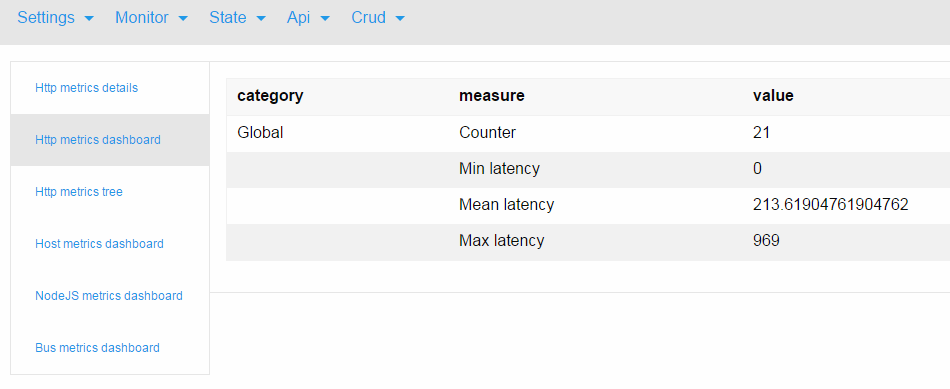 Settings Monitor State Api Crud
Http metrics details
Http metrics dashboard
Http metrics tree
Host metrics dashboard
NodeJS metrics dashboard
Bus metrics dashboard
category measure value
Global Counter 21
Min latency 0
Mean latency 213.61904761904762
Max latency 969